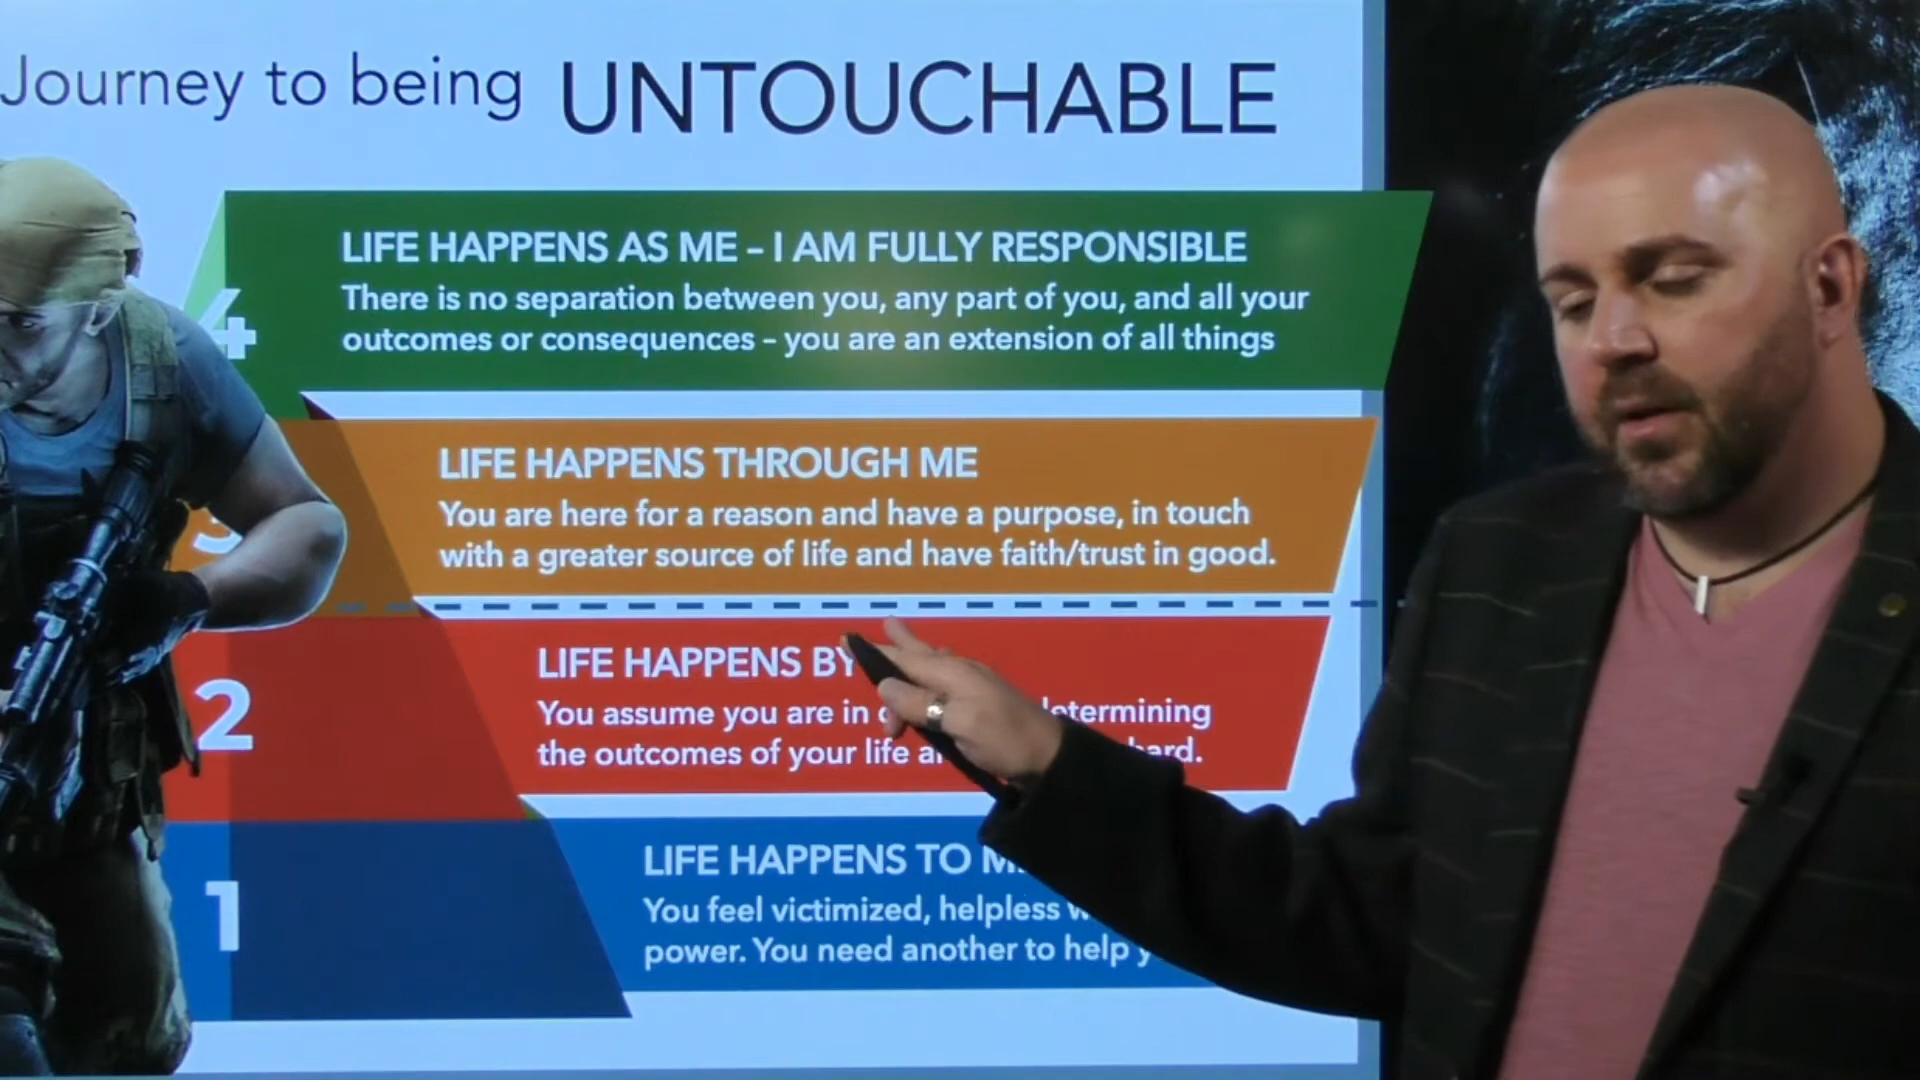 Journey to being UNTOUCHABLE
4
LIFE HAPPENS AS ME – I AM FULLY RESPONSIBLE
There is no separation between you, any part of you, and all your
outcomes or consequences – you are an extension of all things
LIFE HAPPENS THROUGH ME
You are here for a reason and have a purpose, in touch
with a greater source of life and have faith/trust in good.
2
LIFE HAPPENS BY
You assume you are in
the outcomes of your life
1
LIFE HAPPENS TO
You feel victimized, helpless
power. You need another to help